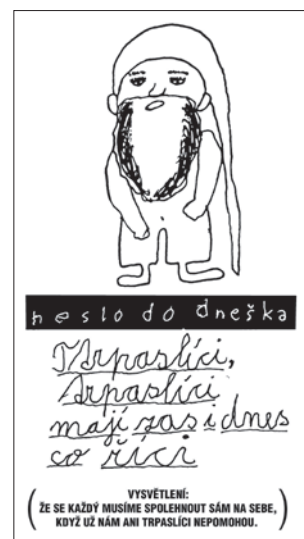 heslo do dneška
Trpaslíci,
trpaslíci
mají zas i dnes
co říci
VYSVĚTLENÍ:
ŽE SE KAŽDÝ MUSÍME SPOLEHNOUT SÁM NA SEBE,
KDYŽ UŽ NÁM ANI TRPASLÍCI NEPOMOHOU.